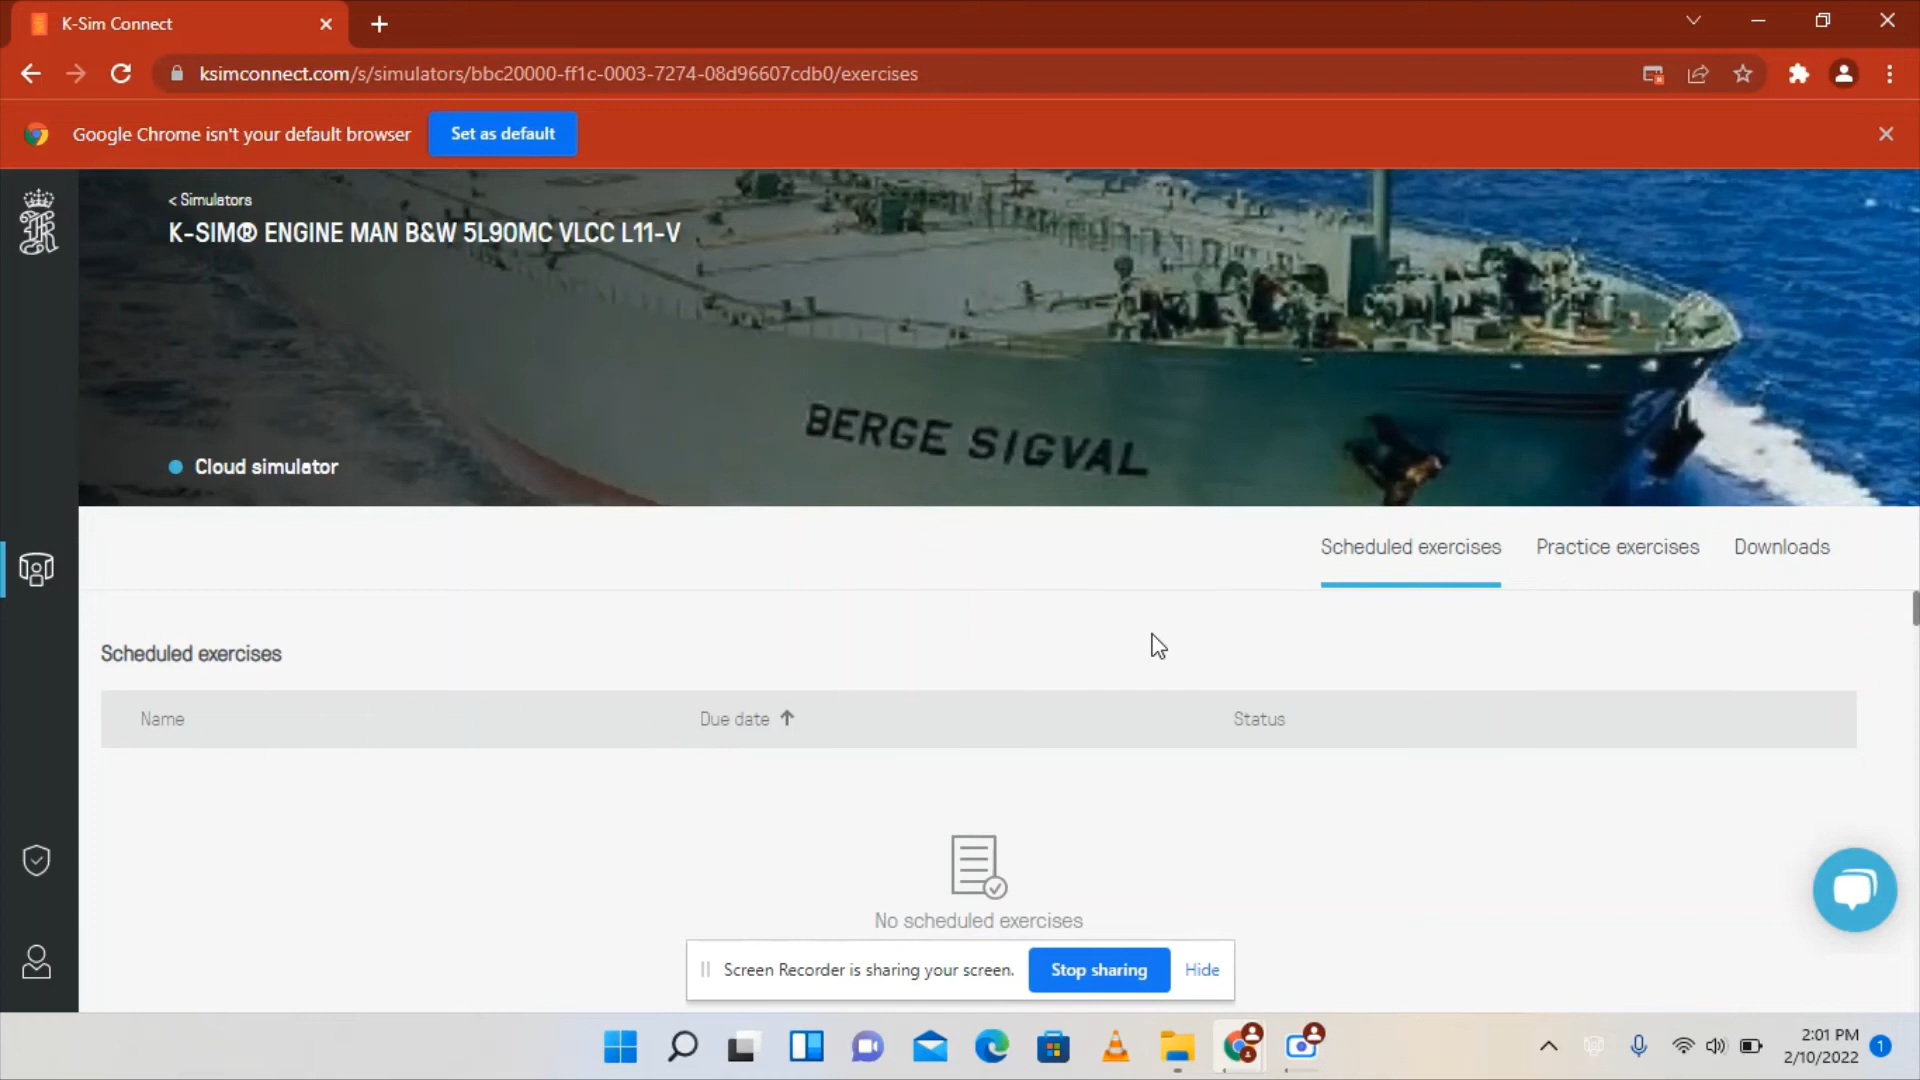 K-Sim Connect
ksimconnect.com/s/simulators/bbc20000-ff1c-0003-7274-08d96607cdb0/exercises
Google Chrome isn't your default browser
Set as default
< Simulators
K-SIM® ENGINE MAN B&W 5L90MC VLCC L11-V
BERGE SIGVAL
Cloud simulator
Scheduled exercises
Practice exercises
Downloads
Scheduled exercises
Name
Due date
Status
No scheduled exercises
Screen Recorder is sharing your screen.
Stop sharing
Hide
2:01 PM
2/10/2022
1